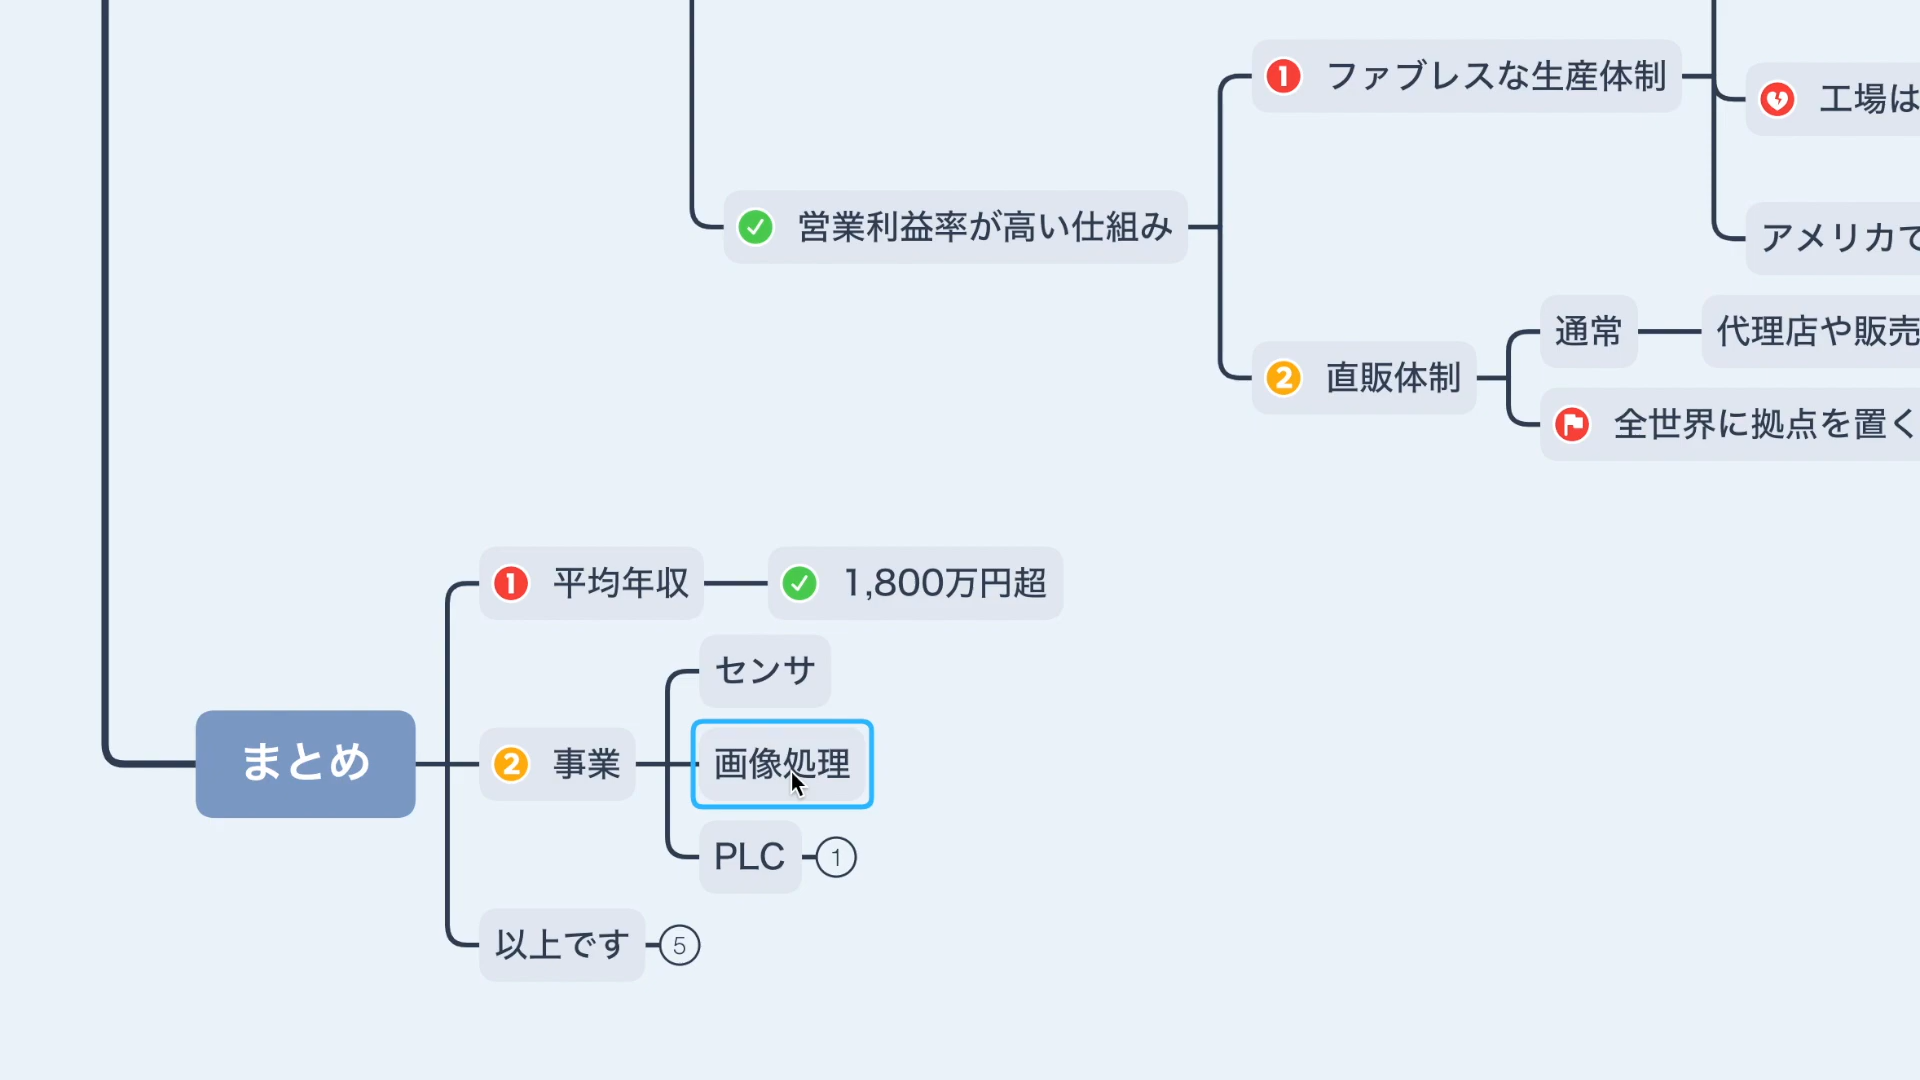 1 ファブレスな生産体制
工場は
営業利益率が高い仕組み
アメリカで
通常
代理店や販売
2 直販体制
全世界に拠点を置く
1 平均年収
1,800万円超
センサ
まとめ
2 事業
画像処理
PLC 1
以上です 5